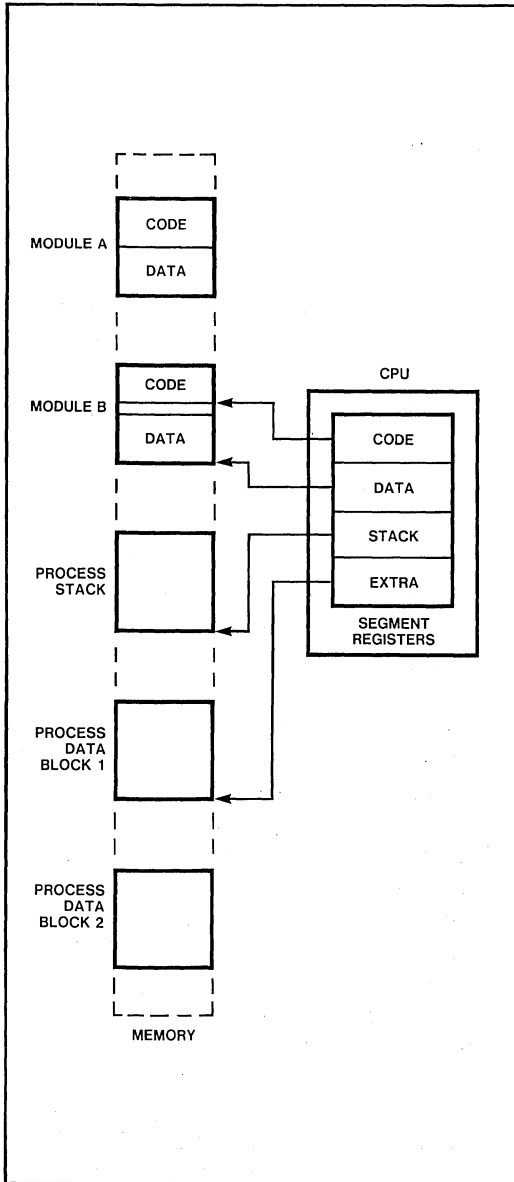 MODULE A
CODE
DATA
MODULE B
CODE
DATA
PROCESS
STACK
PROCESS
DATA
BLOCK 1
PROCESS
DATA
BLOCK 2
MEMORY
CPU
CODE
DATA
STACK
EXTRA
SEGMENT
REGISTERS